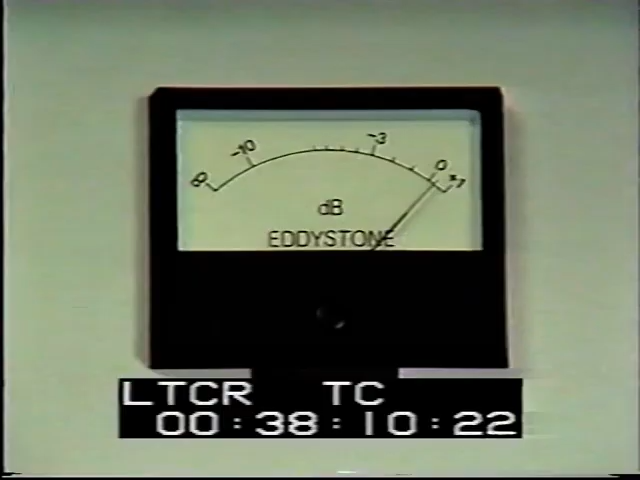 ∞ -10 -3 0 +1
dB
EDDYSTONE
LTCR TC
00:38:10:22